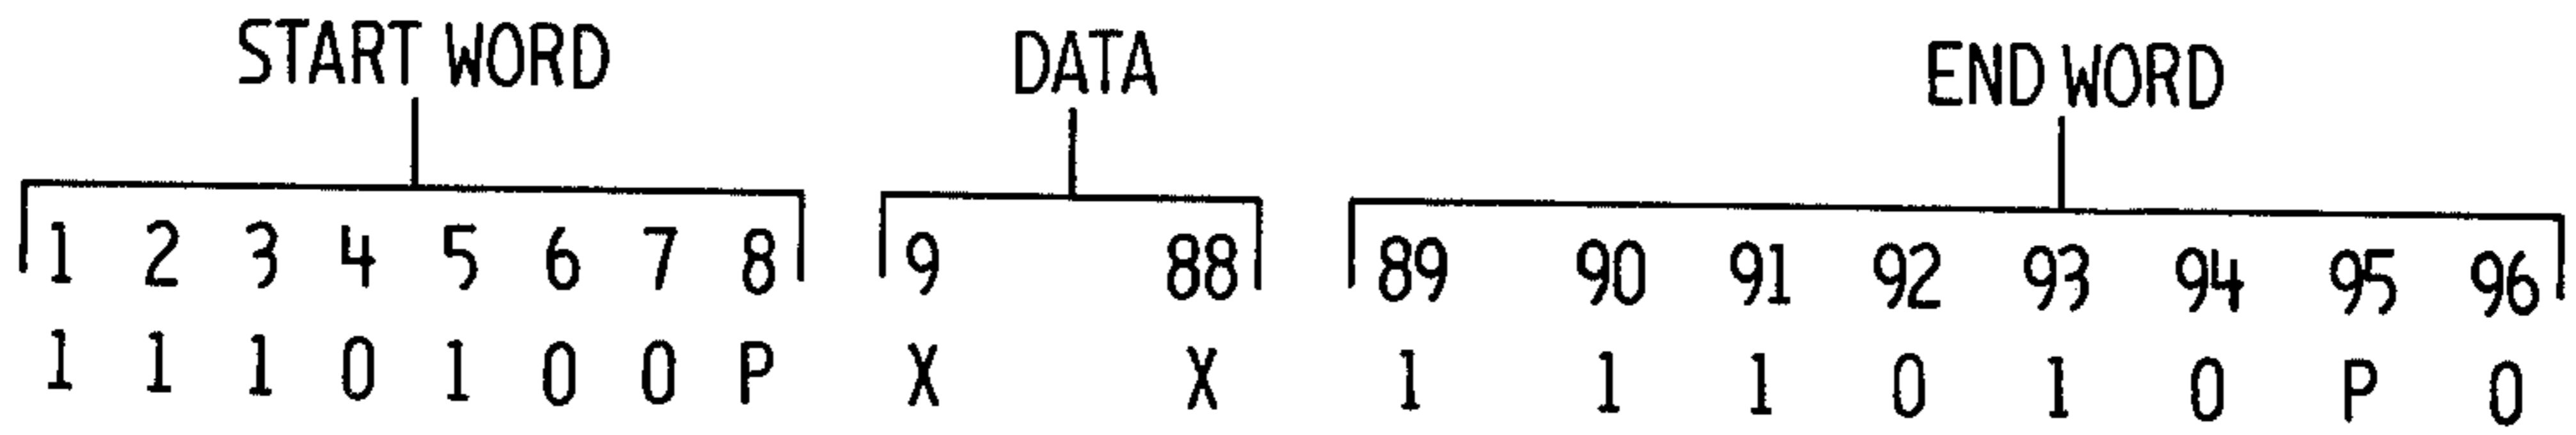 START WORD DATA END WORD
1 2 3 4 5 6 7 8 9 88 89 90 91 92 93 94 95 96
1 1 1 0 1 0 0 P X X 1 1 1 0 1 0 P 0